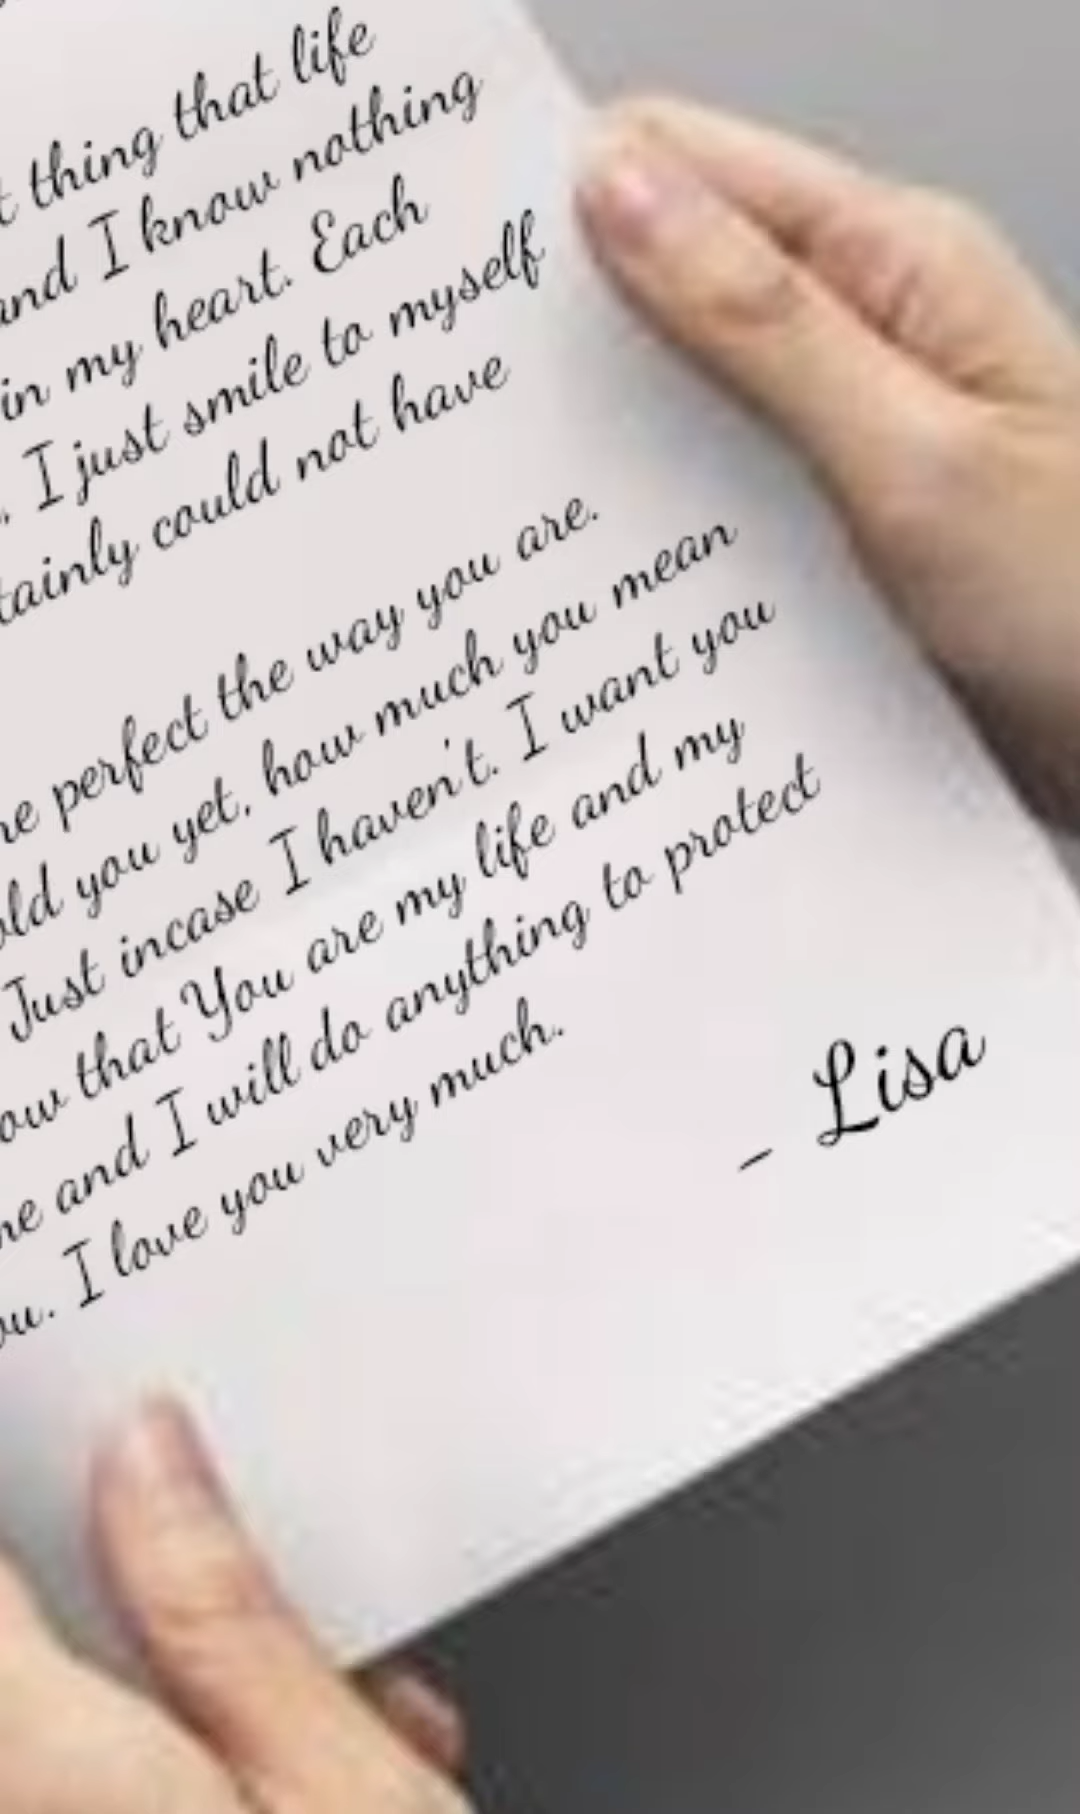 thing that life
and I know nothing
in my heart. Each
I just smile to myself
could not have
perfect the way you are.
you yet, how much you mean
Just incase I haven't. I want you
that You are my life and my
and I will do anything to protect
I love you very much.
- Lisa